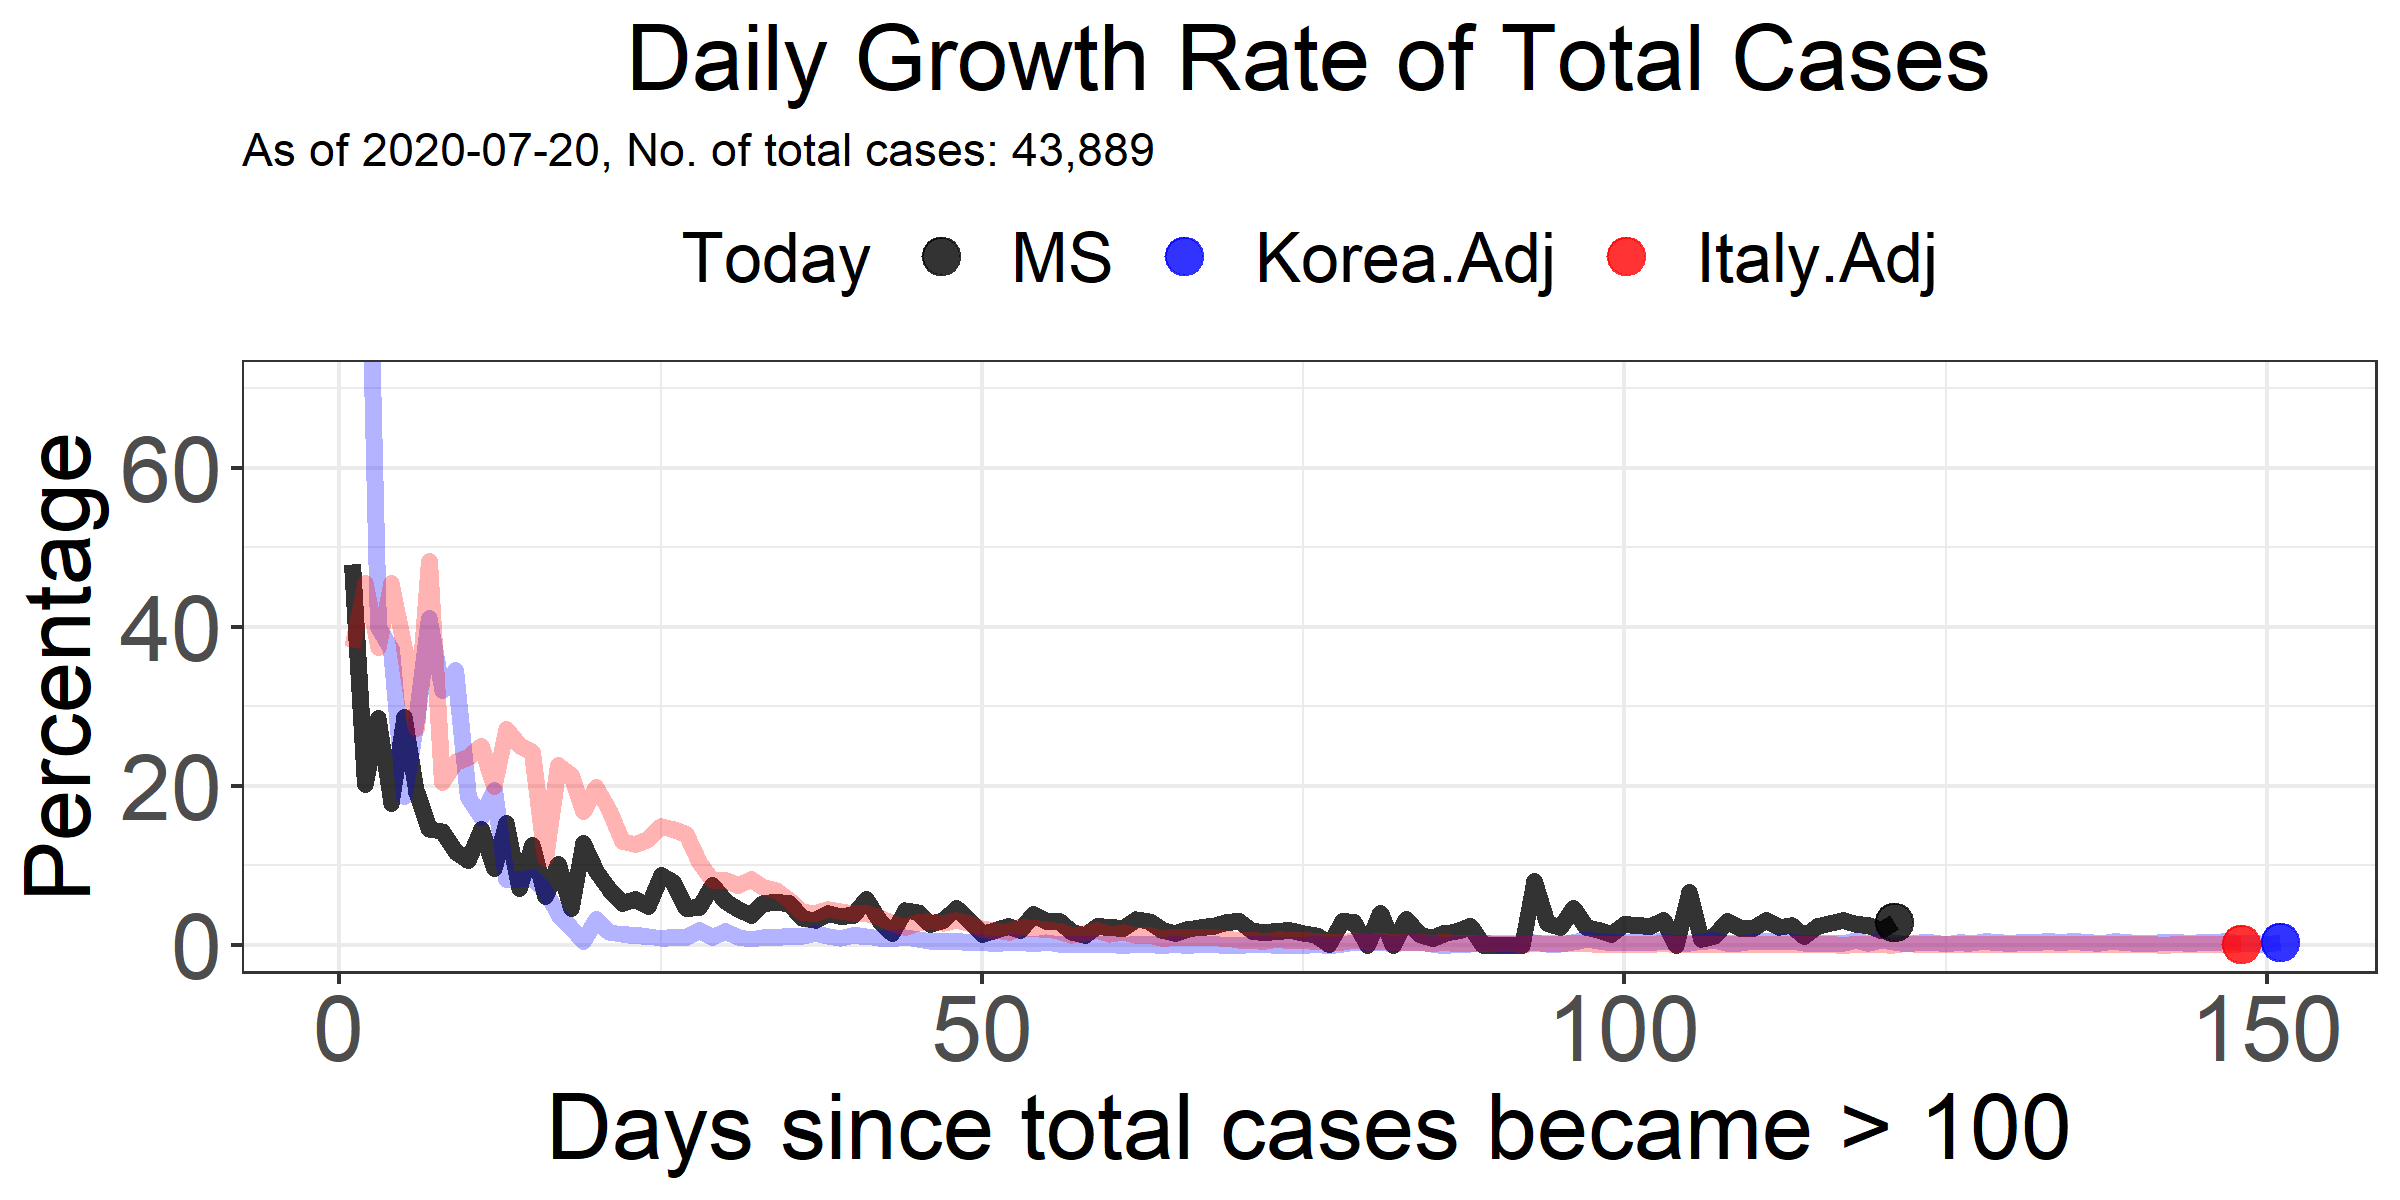 Daily Growth Rate of Total Cases
As of 2020-07-20, No. of total cases: 43,889
Today MS Korea.Adj Italy.Adj
Percentage
60
40
20
0
0 50 100 150
Days since total cases became > 100